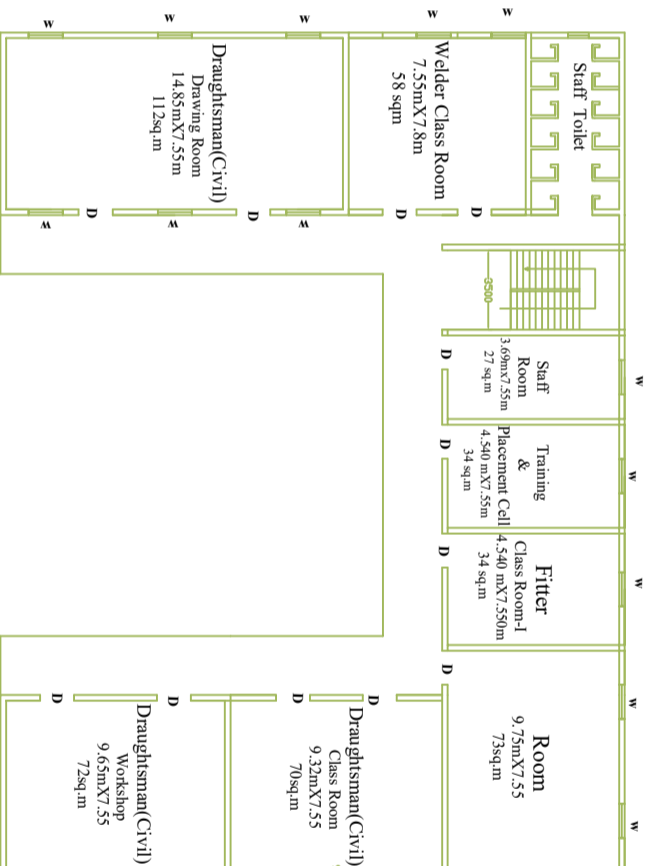 W
W
W
W
W
Staff Toilet
Welder Class Room
7.55mX7.8m
58 sqm
Draughtsman(Civil)
Drawing Room
14.85mX7.55m
112sq.m
D
D
D
D
W
W
W
3500
W
W
W
W
W
Staff
Room
3.69mx7.55m
27 sq.m
Training
&
Placement Cell
4.540 mX7.55m
34 sq.m
Fitter
Class Room-I
4.540 mX7.550m
34 sq.m
D
D
D
D
Room
9.75mX7.55
73sq.m
Draughtsman(Civil)
Class Room
9.32mX7.55
70sq.m
Draughtsman(Civil)
Workshop
9.65mX7.55
72sq.m
D
D
D
D